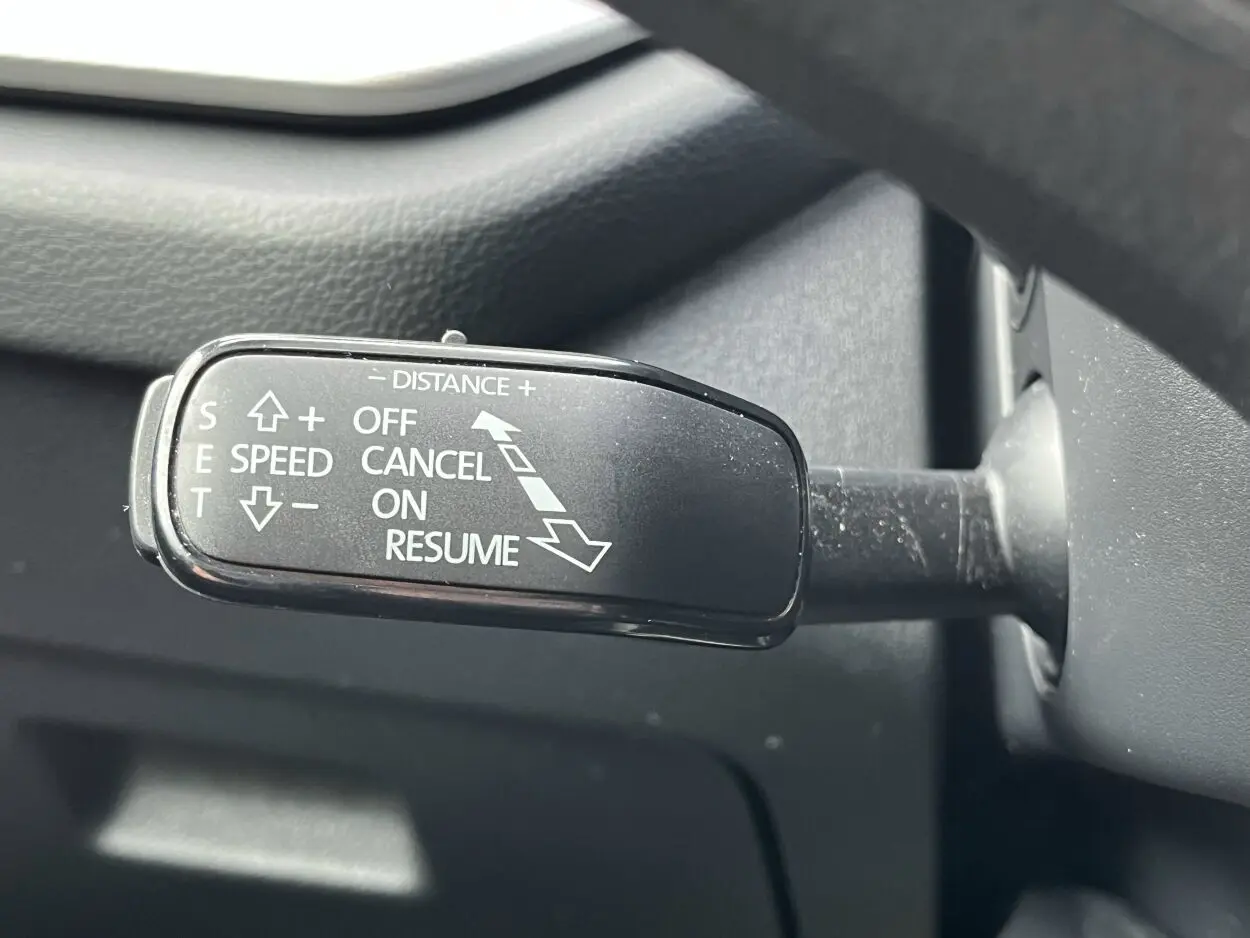 − DISTANCE +
S + OFF
E SPEED CANCEL
T − ON
RESUME